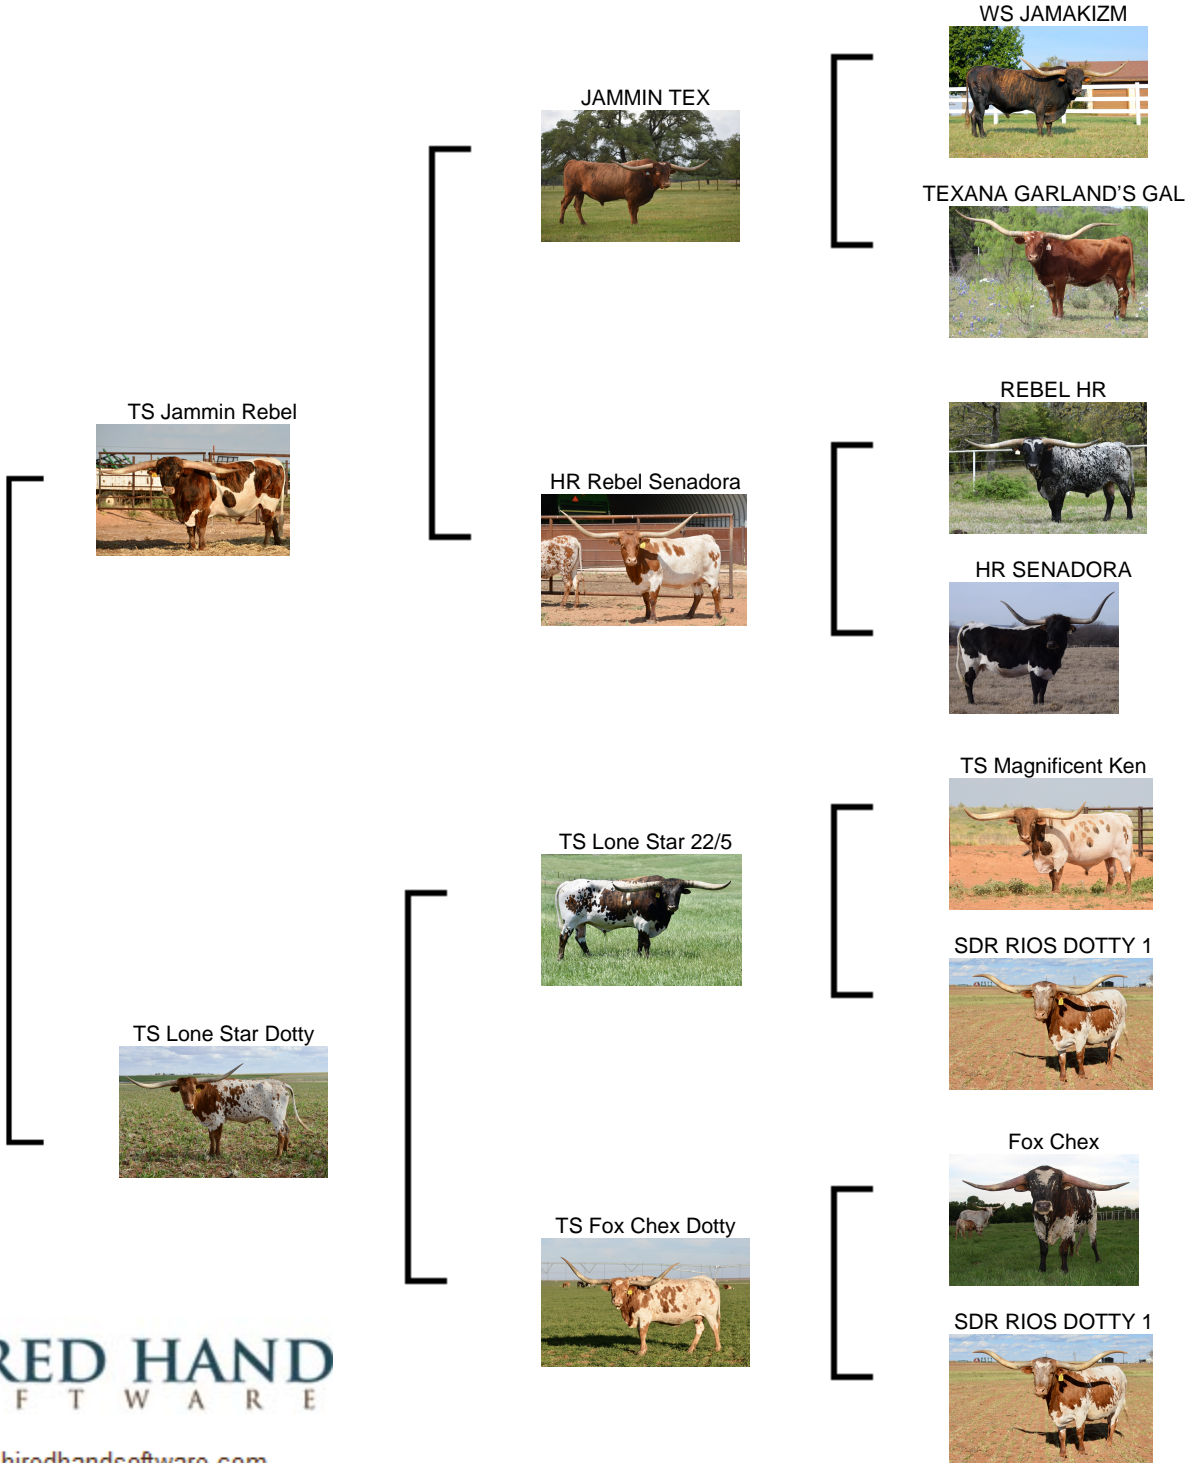 WS JAMAKIZM
JAMMIN TEX
TEXANA GARLAND'S GAL
REBEL HR
TS Jammin Rebel
HR Rebel Senadora
HR SENADORA
TS Magnificent Ken
TS Lone Star 22/5
SDR RIOS DOTTY 1
TS Lone Star Dotty
Fox Chex
TS Fox Chex Dotty
SDR RIOS DOTTY 1
RED HAND
F T W A R E
hiredhandsoftware.com